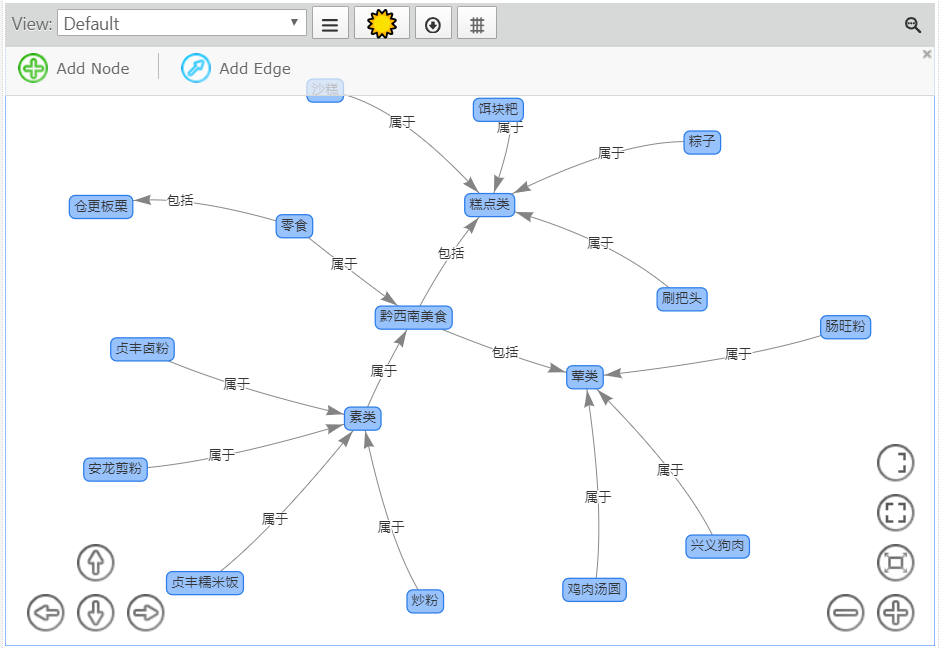 View: Default
Add Node
Add Edge
沙糕
饵块粑
属于
属于
粽子
属于
仓更板栗
包括
糕点类
零食
属于
包括
属于
刷把头
黔西南美食
肠旺粉
贞丰卤粉
包括
属于
属于
荤类
属于
素类
安龙剪粉
属于
属于
属于
属于
属于
兴义狗肉
贞丰糯米饭
炒粉
鸡肉汤圆